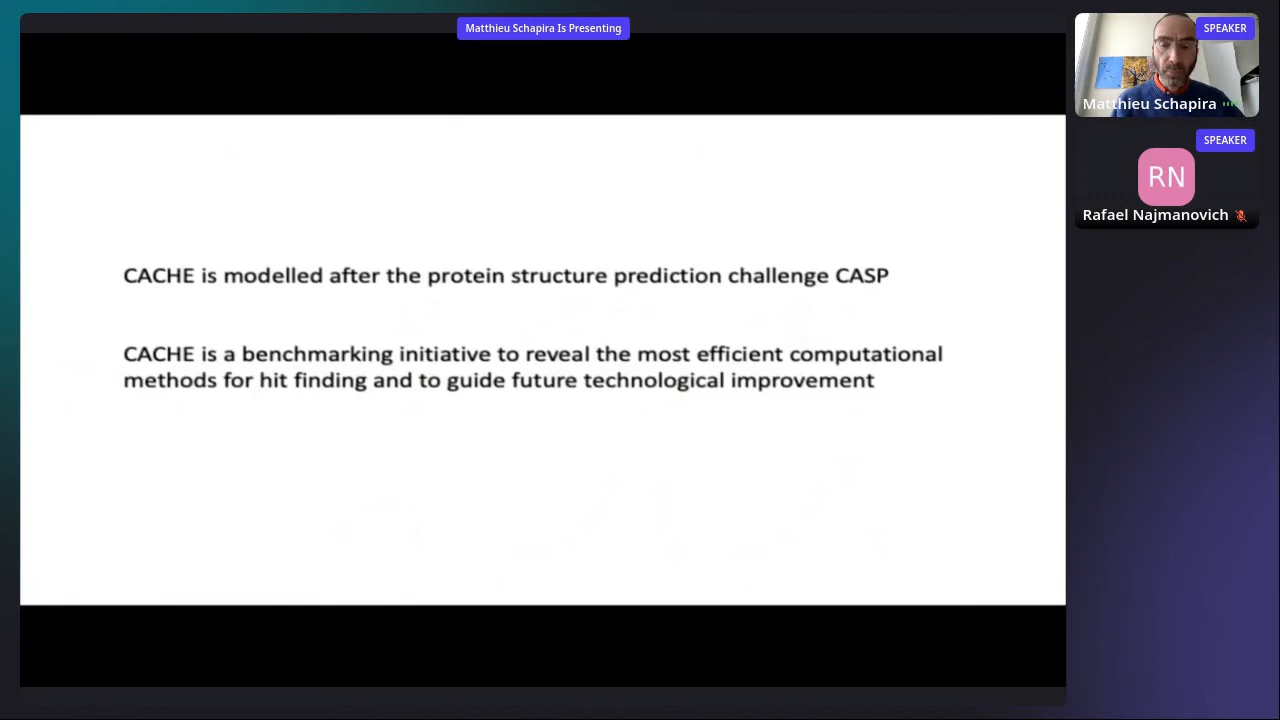 Matthieu Schapira Is Presenting
SPEAKER
Matthieu Schapira
SPEAKER
RN
Rafael Najmanovich
CACHE is modelled after the protein structure prediction challenge CASP
CACHE is a benchmarking initiative to reveal the most efficient computational
methods for hit finding and to guide future technological improvement